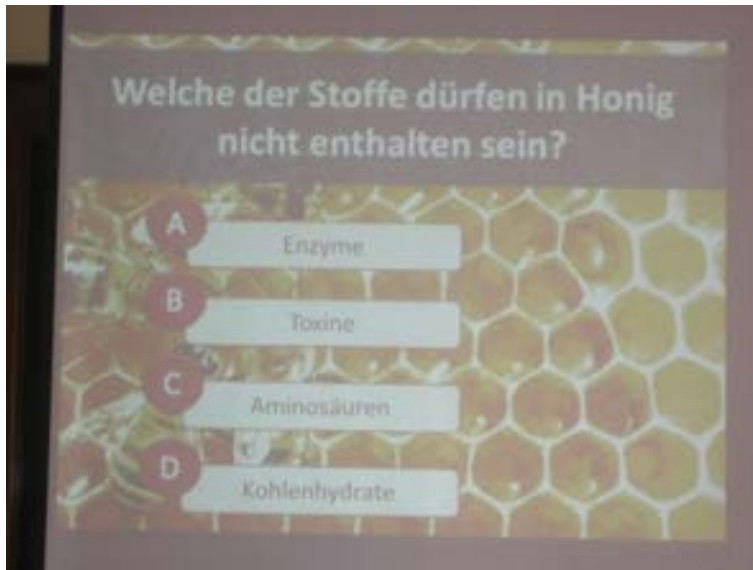 Welche der Stoffe dürfen in Honig
nicht enthalten sein?
A
Enzyme
B
Toxine
C
Aminosäuren
D
Kohlenhydrate